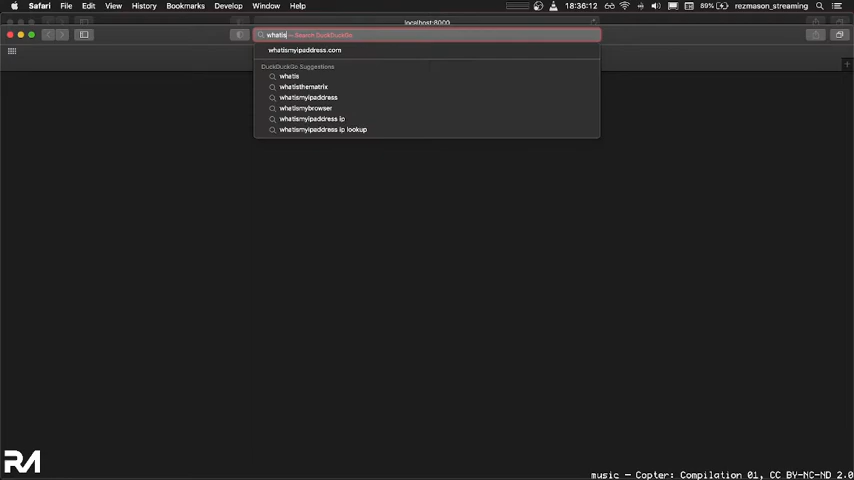 Safari File Edit View History Bookmarks Develop Window Help 18:36:12 89% rezmason_streaming
localhost:8000
whatis — Search DuckDuckGo
whatismyipaddress.com
DuckDuckGo Suggestions
whatis
whatisthematrix
whatismyipaddress
whatismybrowser
whatismyipaddress ip
whatismyipaddress ip lookup
RM
music — Copter: Compilation 01, CC BY-NC-ND 2.0